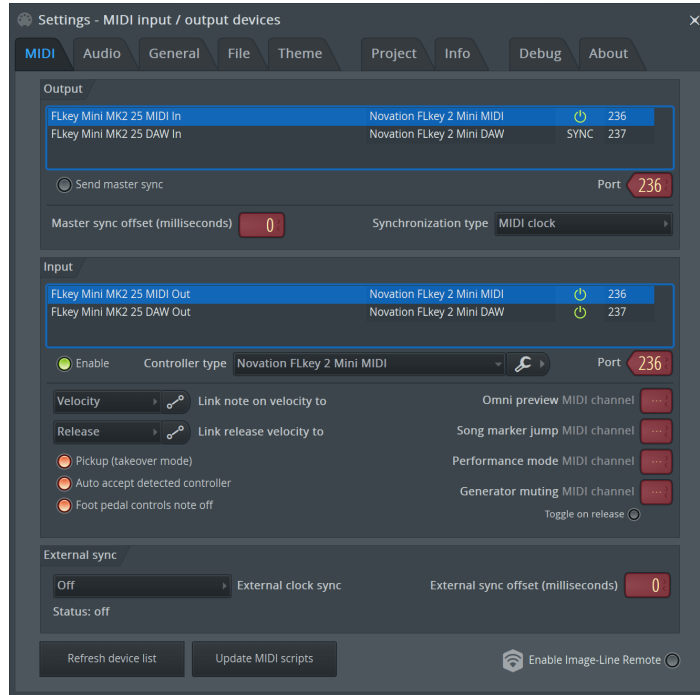 Settings - MIDI input / output devices
MIDI Audio General File Theme Project Info Debug About
Output
FLkey Mini MK2 25 MIDI In Novation FLkey 2 Mini MIDI 236
FLkey Mini MK2 25 DAW In Novation FLkey 2 Mini DAW SYNC 237
Send master sync Port 236
Master sync offset (milliseconds) 0 Synchronization type MIDI clock
Input
FLkey Mini MK2 25 MIDI Out Novation FLkey 2 Mini MIDI 236
FLkey Mini MK2 25 DAW Out Novation FLkey 2 Mini DAW 237
Enable Controller type Novation FLkey 2 Mini MIDI Port 236
Velocity Link note on velocity to Omni preview MIDI channel ---
Release Link release velocity to Song marker jump MIDI channel ---
Pickup (takeover mode) Performance mode MIDI channel ---
Auto accept detected controller
Generator muting MIDI channel ---
Foot pedal controls note off
Toggle on release
External sync
Off External clock sync External sync offset (milliseconds) 0
Status: off
Refresh device list Update MIDI scripts Enable Image-Line Remote